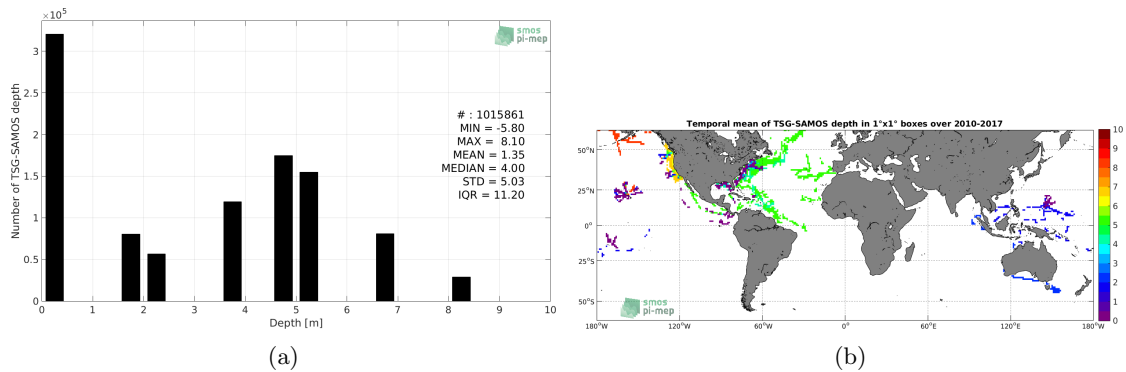 ×10⁵
smos
pi-mep
3
2.5
2
1.5
1
0.5
0
Number of TSG-SAMOS depth
# : 1015861
MIN = -5.80
MAX = 8.10
MEAN = 1.35
MEDIAN = 4.00
STD = 5.03
IQR = 11.20
0 1 2 3 4 5 6 7 8 9 10
Depth [m]
(a)
Temporal mean of TSG-SAMOS depth in 1°x1° boxes over 2010-2017
50°N
25°N
0°
25°S
50°S
smos
pi-mep
180°W 120°W 60°W 0° 60°E 120°E 180°E
10
9
8
7
6
5
4
3
2
1
0
(b)